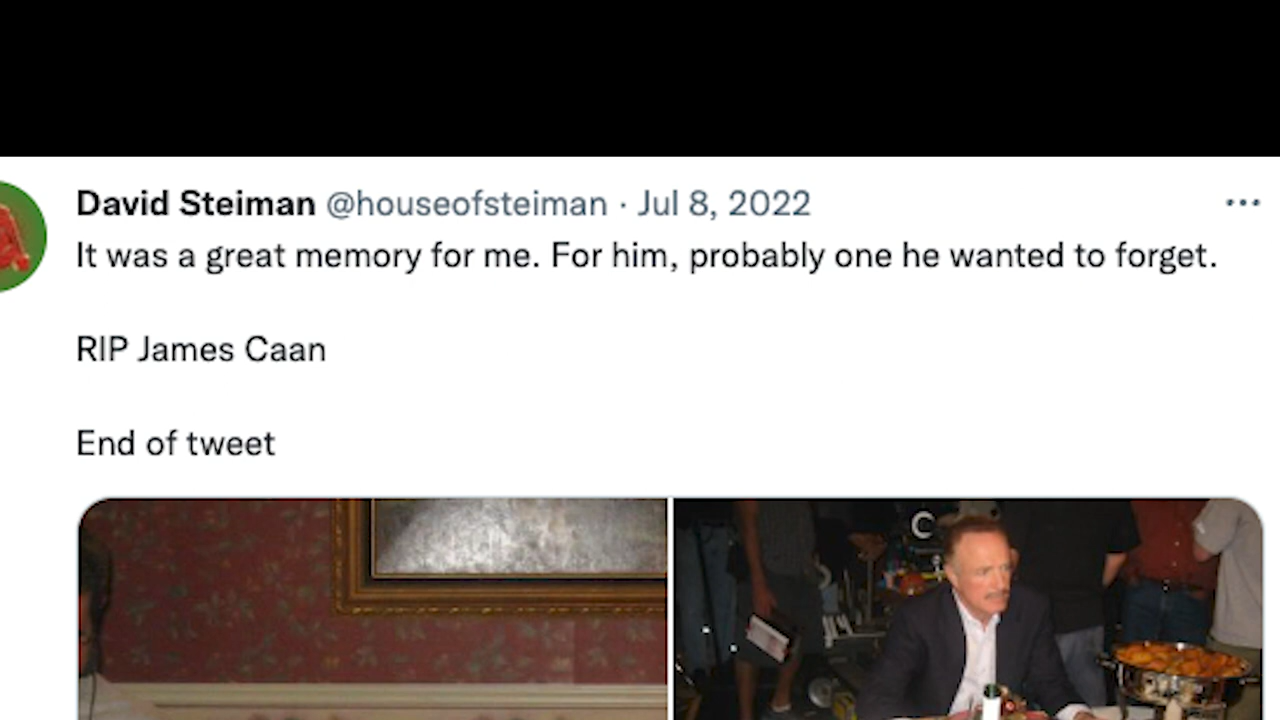 David Steiman @houseofsteiman · Jul 8, 2022 ...
It was a great memory for me. For him, probably one he wanted to forget.
RIP James Caan
End of tweet